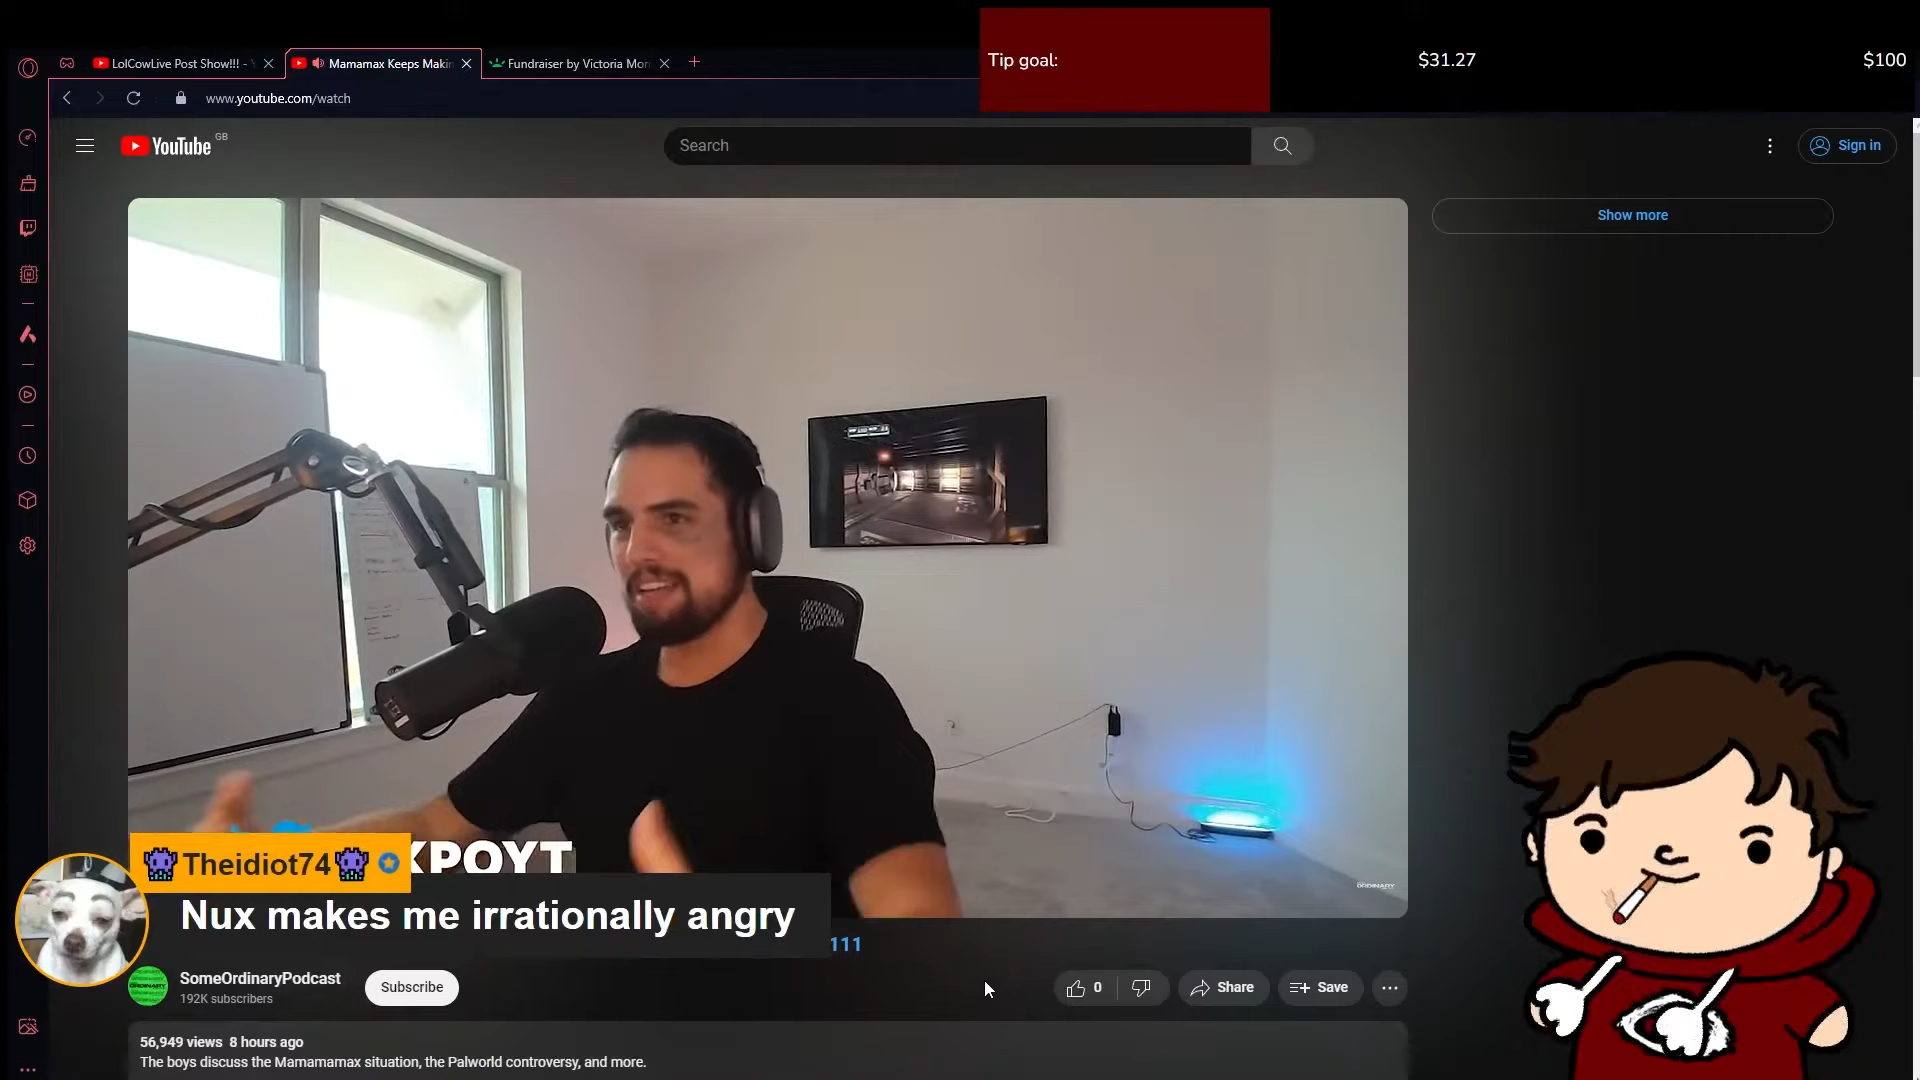 LolCowLive Post Show!!! -
Mamamax Keeps Makin
Fundraiser by Victoria Mor
Tip goal:
$31.27
$100
www.youtube.com/watch
YouTube
GB
Search
Sign in
Show more
ORDINARY
KPOYT
Theidiot74
Nux makes me irrationally angry
111
SomeOrdinaryPodcast
192K subscribers
Subscribe
0
Share
Save
56,949 views 8 hours ago
The boys discuss the Mamamamax situation, the Palworld controversy, and more.